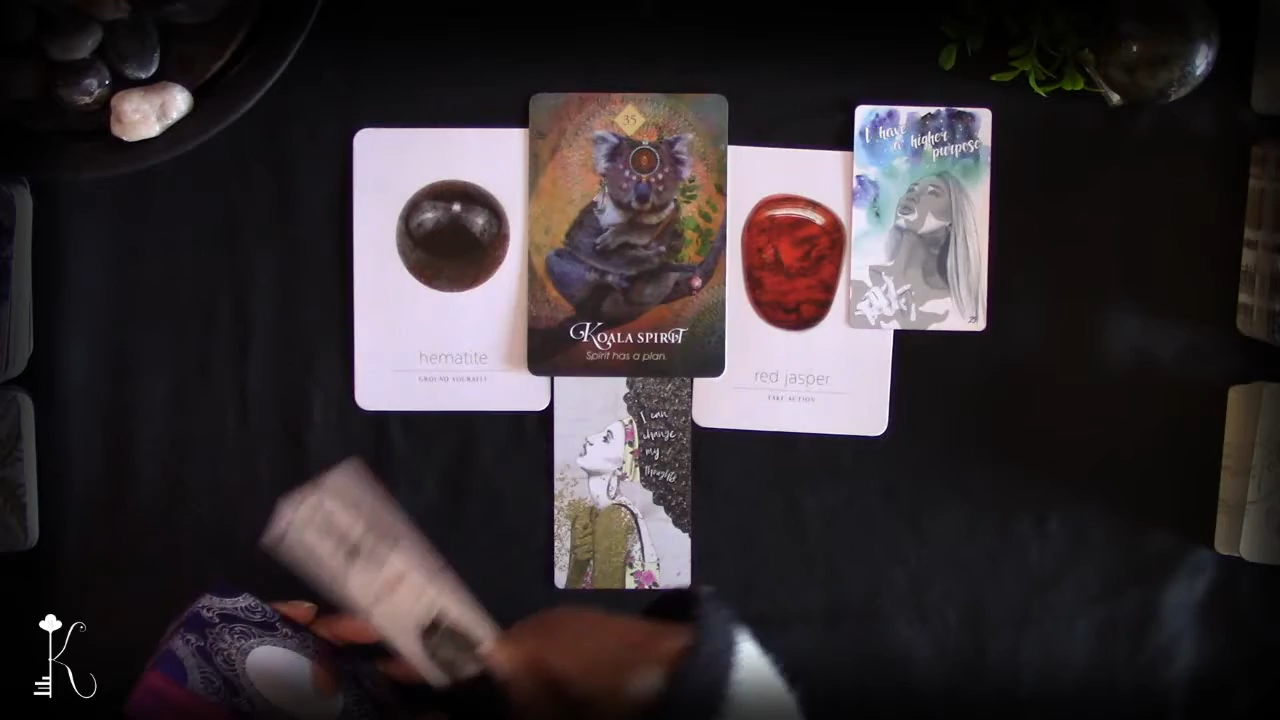 35
KOALA SPIRIT
Spirit has a plan.
hematite
GROUND YOURSELF
red jasper
TAKE ACTION
I have
a higher
purpose
I can
change
my
thoughts
K